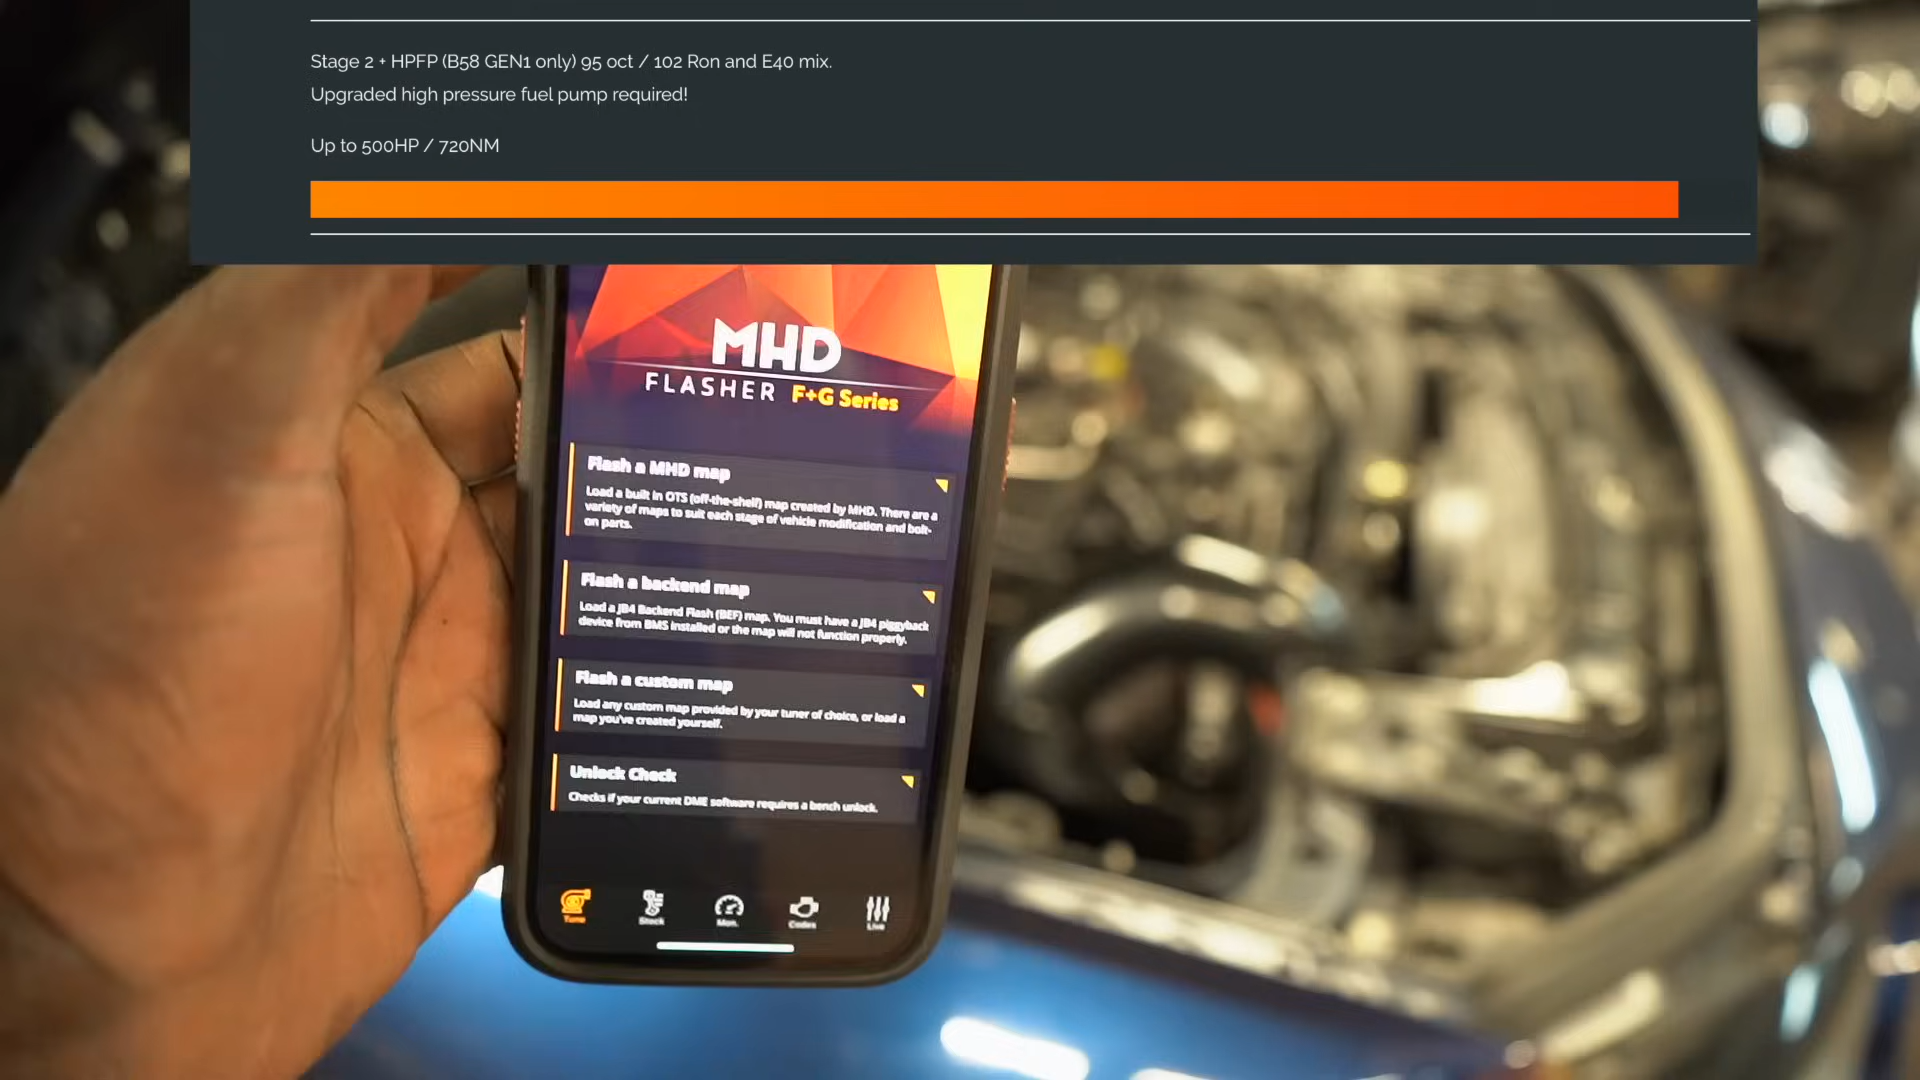 Stage 2 + HPFP (B58 GEN1 only) 95 oct / 102 Ron and E40 mix.
Upgraded high pressure fuel pump required!
Up to 500HP / 720NM
MHD
FLASHER F+G Series
Flash a MHD map
Load a built in OTS (off-the-shelf) map created by MHD. There are a
variety of maps to suit each stage of vehicle modification and bolt-
on parts.
Flash a backend map
Load a JB4 Backend Flash (BEF) map. You must have a JB4 piggyback
device from BMS installed or the map will not function properly.
Flash a custom map
Load any custom map provided by your tuner of choice, or load a
map you've created yourself.
Unlock Check
Checks if your current DME software requires a bench unlock.
Tune Stock Mon. Codes Live